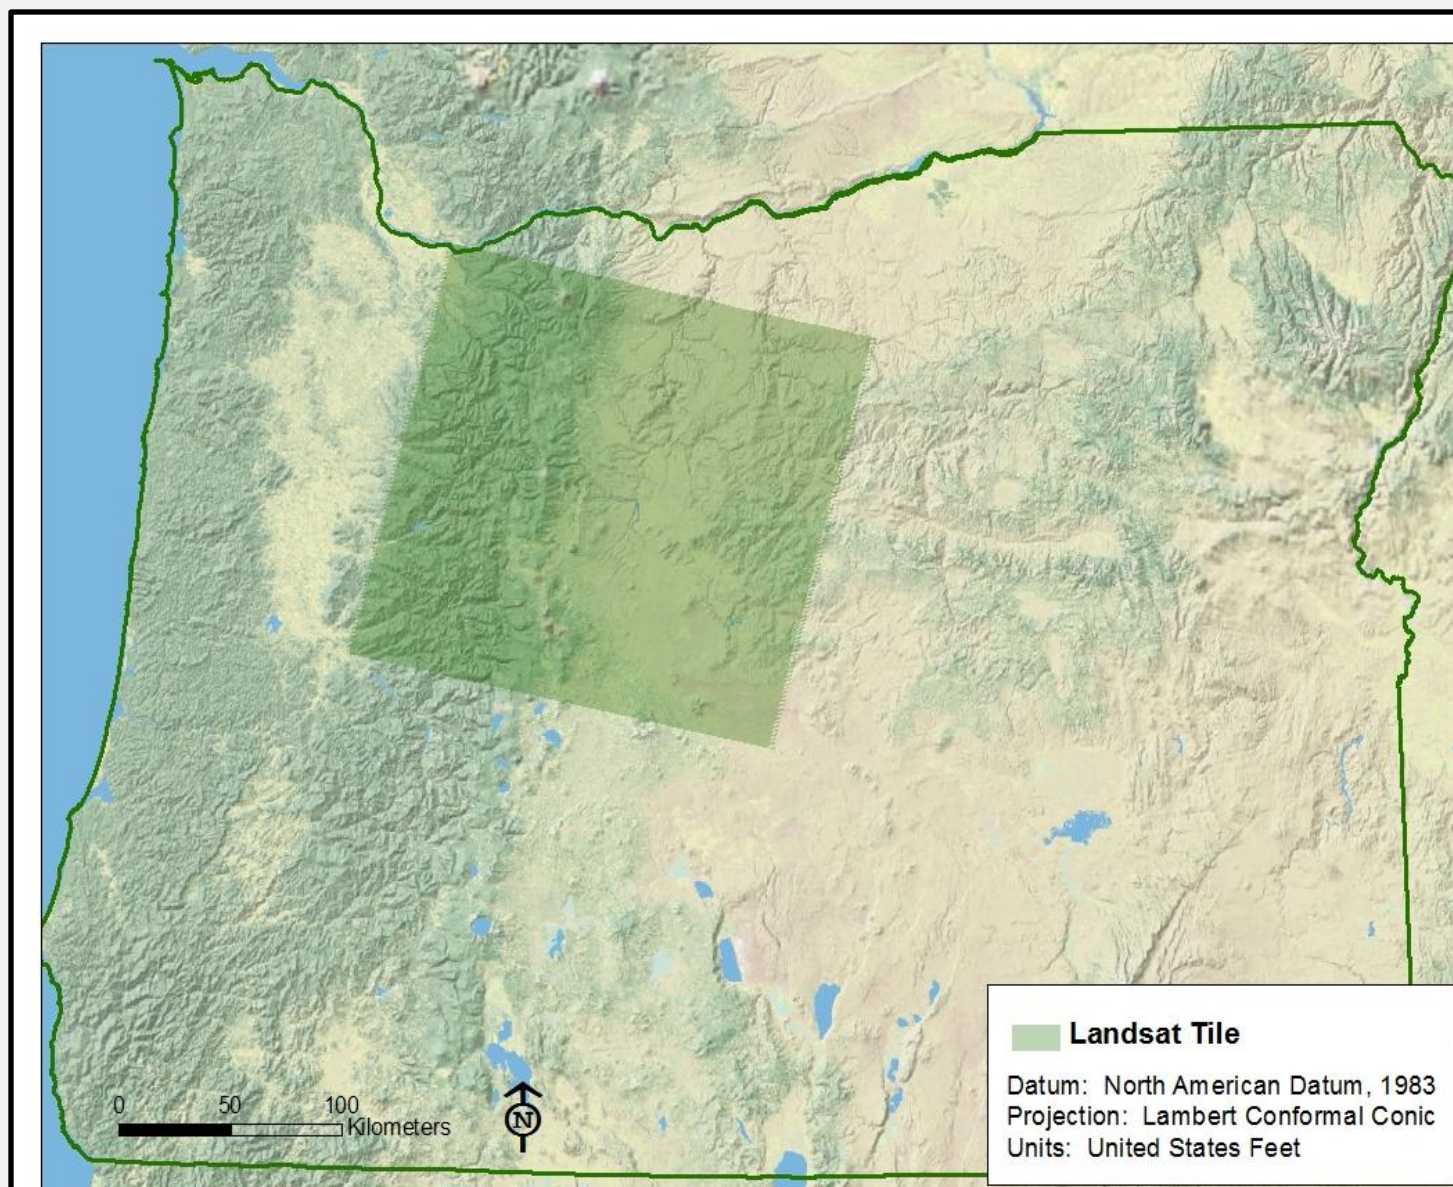 0 50 100
Kilometers
N
Landsat Tile
Datum: North American Datum, 1983
Projection: Lambert Conformal Conic
Units: United States Feet